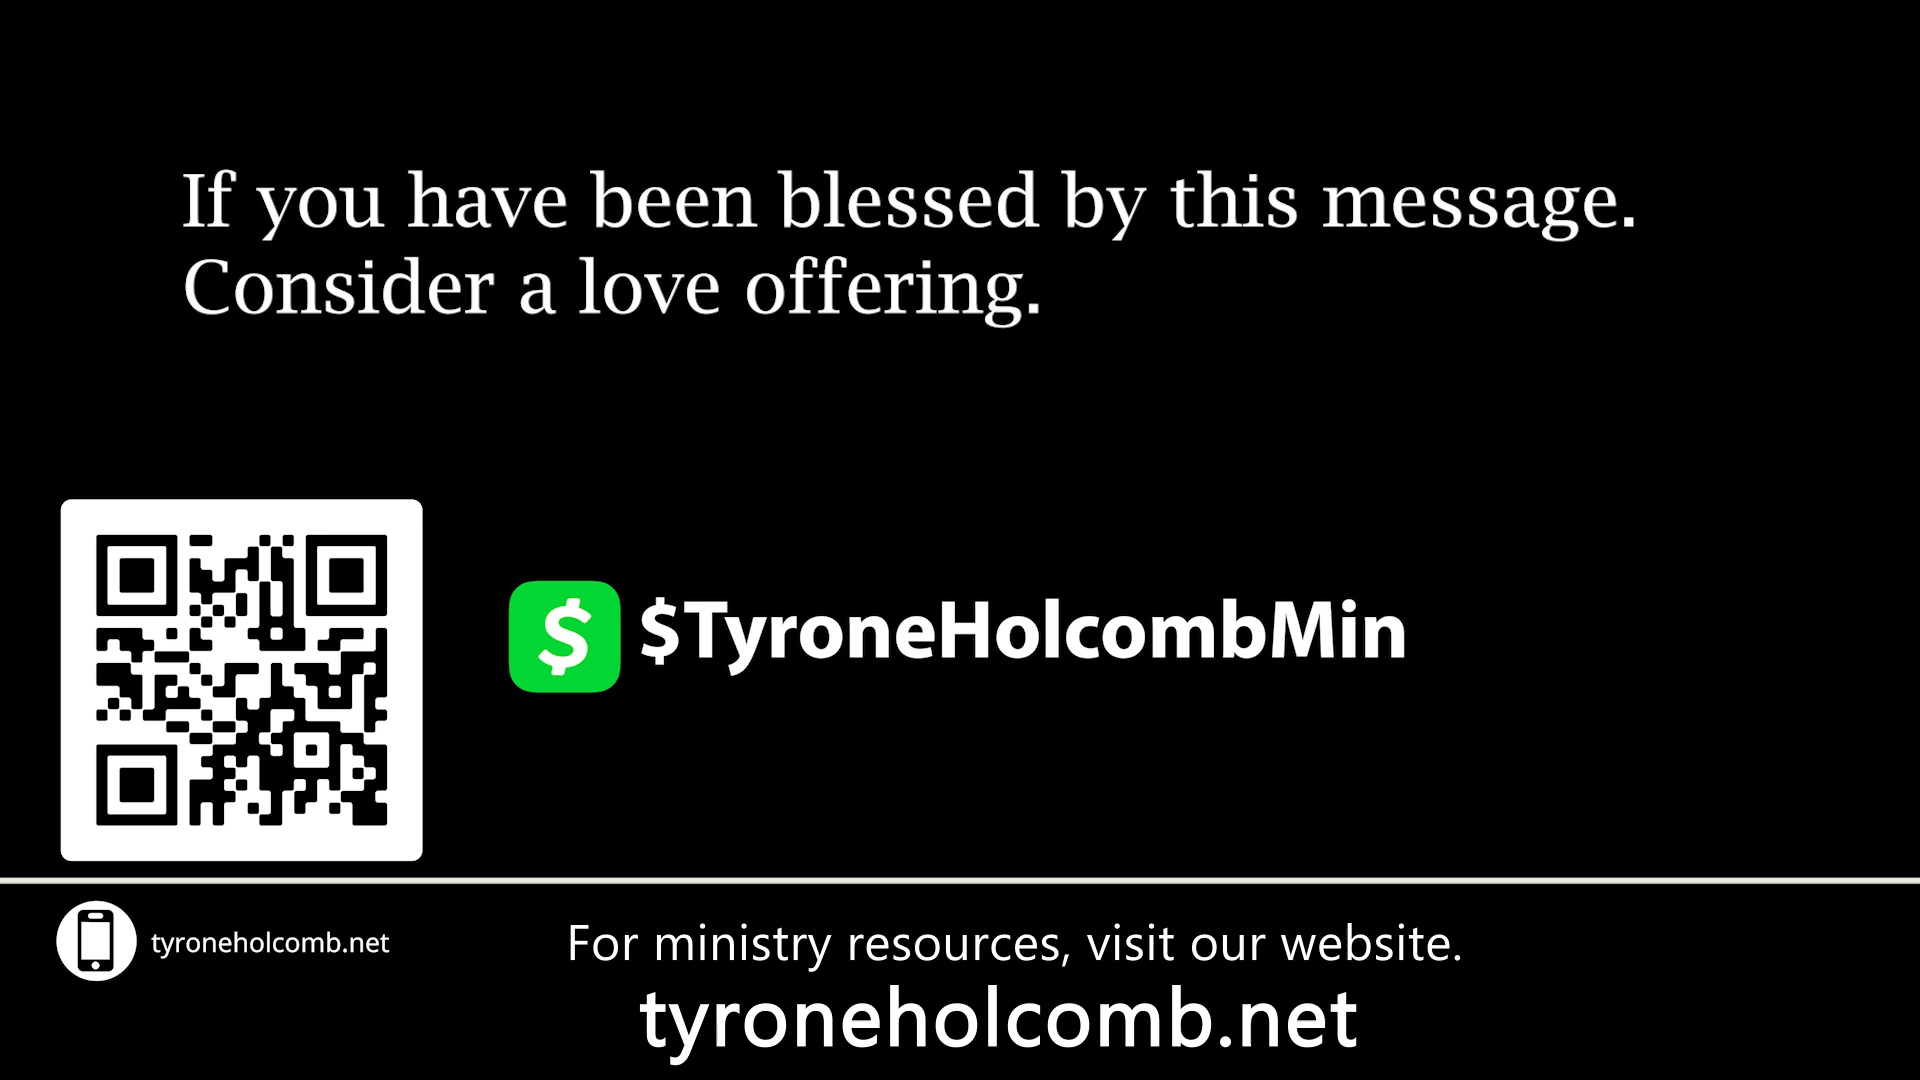 If you have been blessed by this message.
Consider a love offering.
$ $TyroneHolcombMin
tyroneholcomb.net
For ministry resources, visit our website.
tyroneholcomb.net